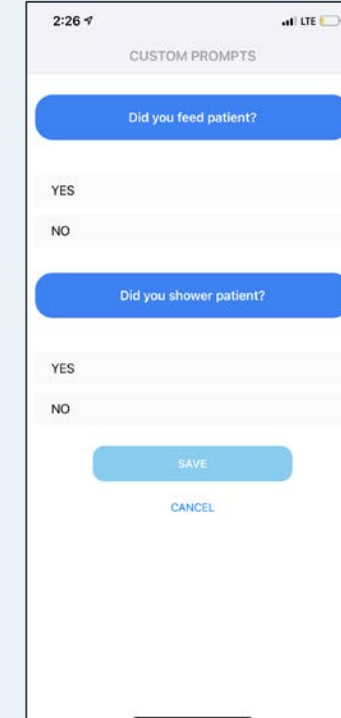 2:26 LTE
CUSTOM PROMPTS
Did you feed patient?
YES
NO
Did you shower patient?
YES
NO
SAVE
CANCEL